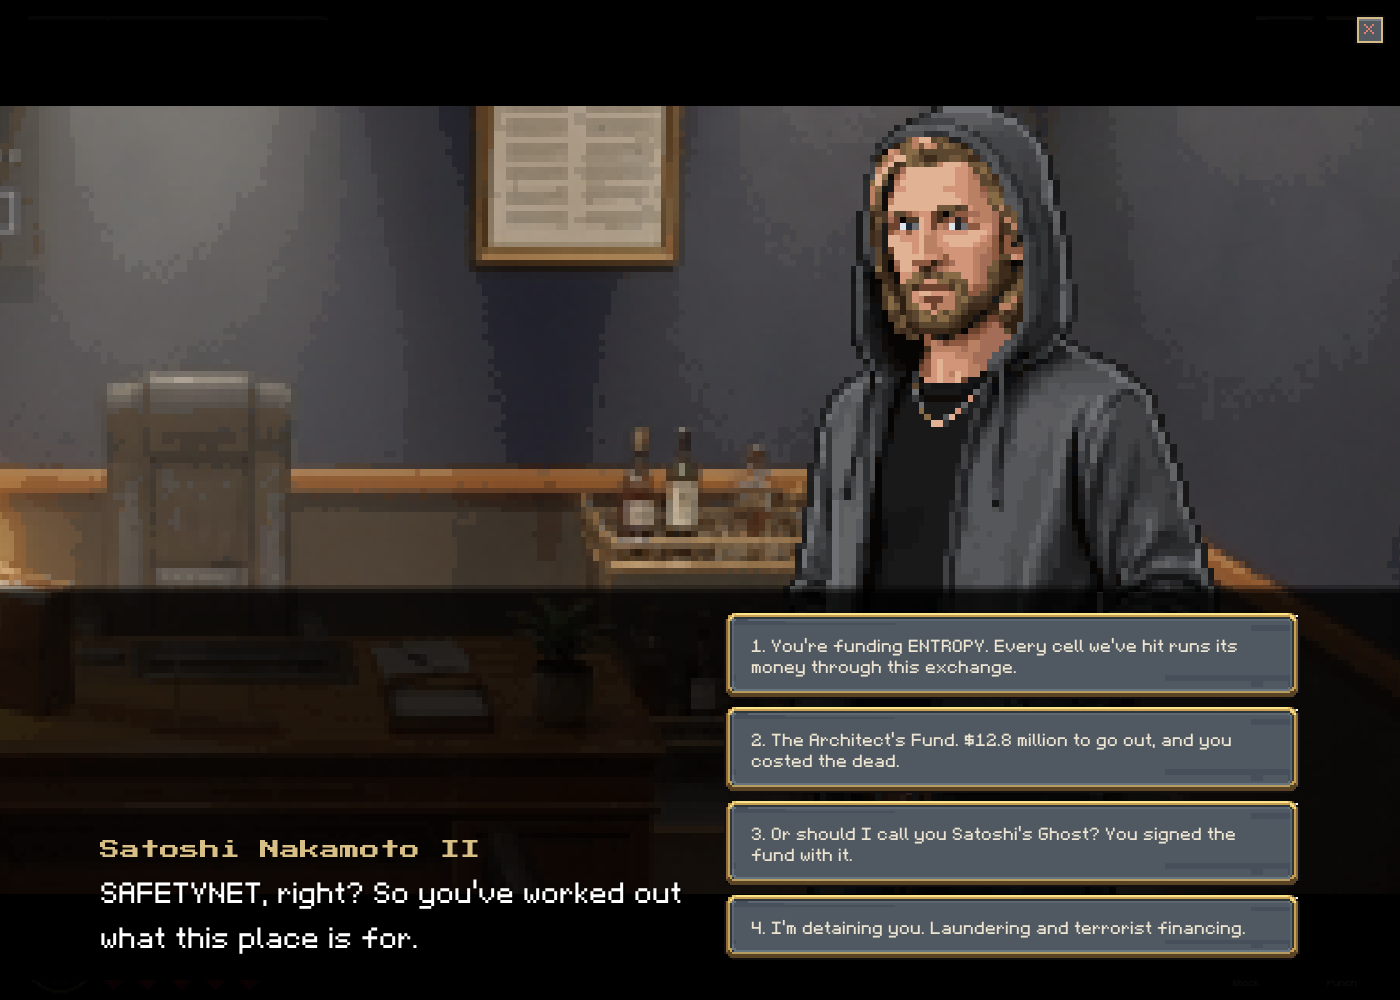 Satoshi Nakamoto II
SAFETYNET, right? So you've worked out
what this place is for.
1. You're funding ENTROPY. Every cell we've hit runs its
money through this exchange.
2. The Architect's Fund. $12.8 million to go out, and you
costed the dead.
3. Or should I call you Satoshi's Ghost? You signed the
fund with it.
4. I'm detaining you. Laundering and terrorist financing.